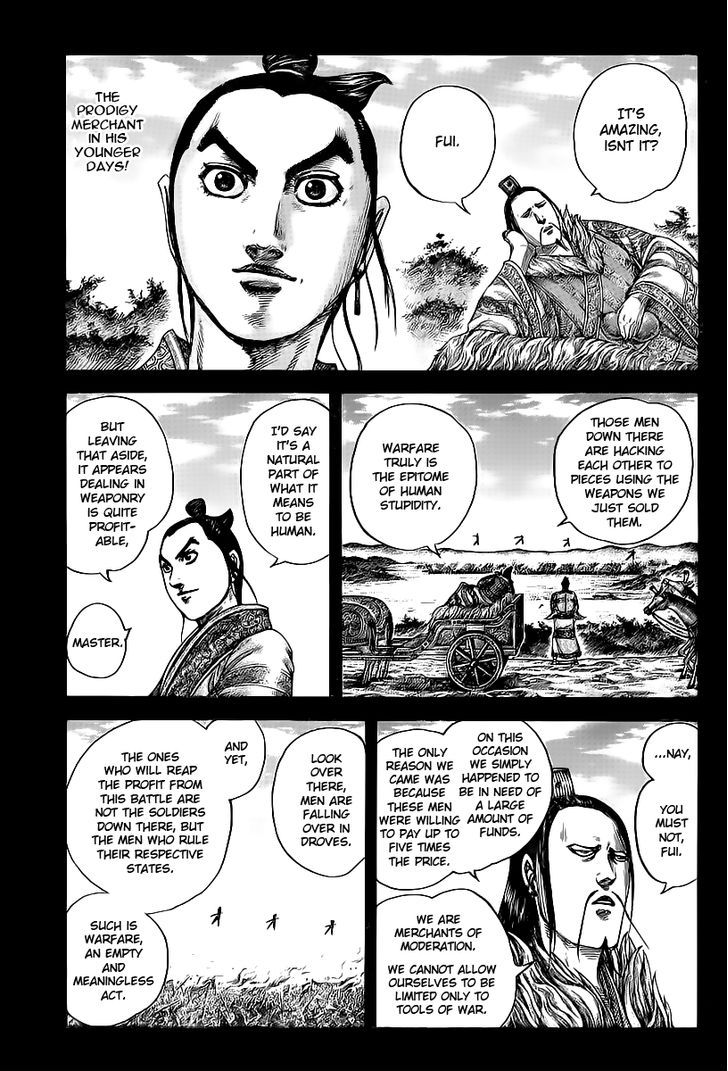 IT'S
AMAZING,
ISNT IT?
FUI.
THE
PRODIGY
MERCHANT
IN HIS
YOUNGER
DAYS!
THOSE MEN
DOWN THERE
ARE HACKING
EACH OTHER TO
PIECES USING THE
WEAPONS WE
JUST SOLD
THEM.
WARFARE
TRULY IS
THE EPITOME
OF HUMAN
STUPIDITY.
I'D SAY
IT'S A
NATURAL
PART OF
WHAT IT
MEANS
TO BE
HUMAN.
BUT
LEAVING
THAT ASIDE,
IT APPEARS
DEALING IN
WEAPONRY
IS QUITE
PROFIT-
ABLE,
MASTER.
...NAY,
YOU
MUST
NOT,
FUI.
ON THIS
OCCASION
WE SIMPLY
HAPPENED TO
BE IN NEED OF
A LARGE
AMOUNT OF
FUNDS.
THE ONLY
REASON WE
CAME WAS
BECAUSE
THESE MEN
WERE WILLING
TO PAY UP TO
FIVE TIMES
THE PRICE.
WE ARE
MERCHANTS OF
MODERATION.
WE CANNOT ALLOW
OURSELVES TO BE
LIMITED ONLY TO
TOOLS OF WAR.
LOOK
OVER
THERE,
MEN ARE
FALLING
OVER IN
DROVES.
AND
YET,
THE ONES
WHO WILL REAP
THE PROFIT FROM
THIS BATTLE ARE
NOT THE SOLDIERS
DOWN THERE, BUT
THE MEN WHO RULE
THEIR RESPECTIVE
STATES.
SUCH IS
WARFARE,
AN EMPTY
AND
MEANINGLESS
ACT.